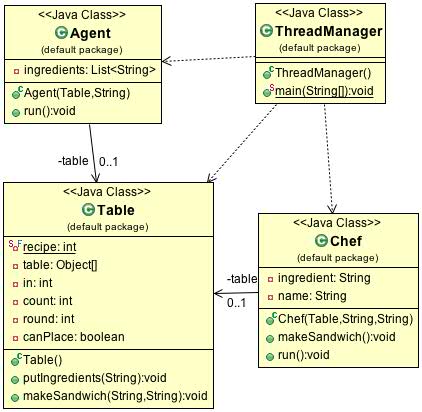 <<Java Class>>
Agent
(default package)
ingredients: List<String>
Agent(Table,String)
run():void
<<Java Class>>
ThreadManager
(default package)
ThreadManager()
main(String[]):void
-table
0..1
<<Java Class>>
Table
(default package)
recipe: int
table: Object[]
in: int
count: int
round: int
canPlace: boolean
Table()
putIngredients(String):void
makeSandwich(String,String):void
-table
0..1
<<Java Class>>
Chef
(default package)
ingredient: String
name: String
Chef(Table,String,String)
makeSandwich():void
run():void